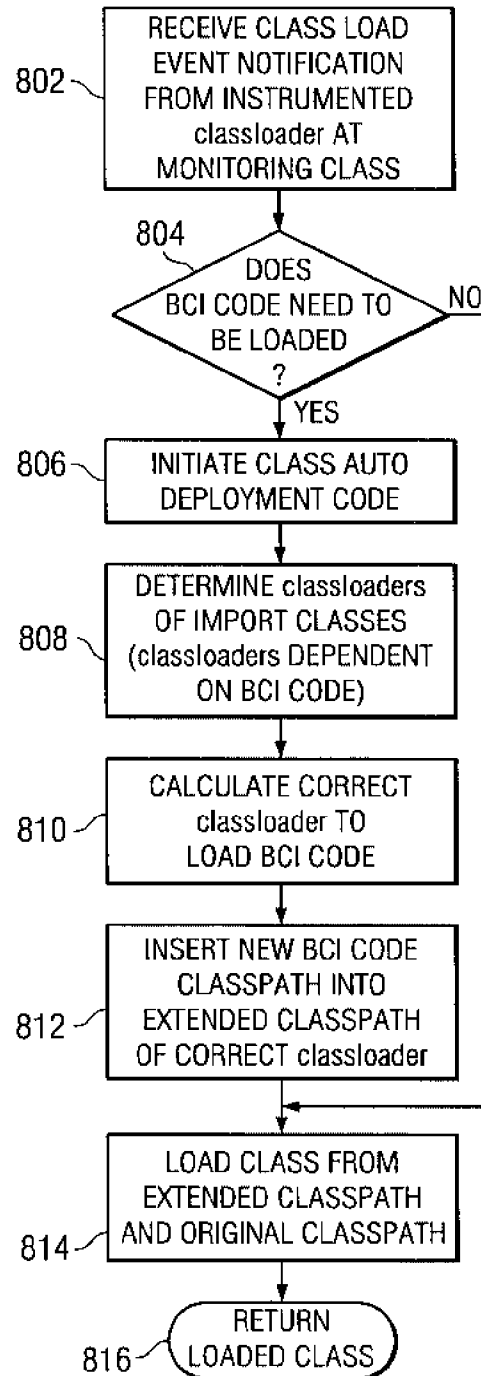 802
RECEIVE CLASS LOAD
EVENT NOTIFICATION
FROM INSTRUMENTED
classloader AT
MONITORING CLASS
804
DOES
BCI CODE NEED TO
BE LOADED
?
NO
YES
806
INITIATE CLASS AUTO
DEPLOYMENT CODE
808
DETERMINE classloaders
OF IMPORT CLASSES
(classloaders DEPENDENT
ON BCI CODE)
810
CALCULATE CORRECT
classloader TO
LOAD BCI CODE
812
INSERT NEW BCI CODE
CLASSPATH INTO
EXTENDED CLASSPATH
OF CORRECT classloader
814
LOAD CLASS FROM
EXTENDED CLASSPATH
AND ORIGINAL CLASSPATH
816
RETURN
LOADED CLASS